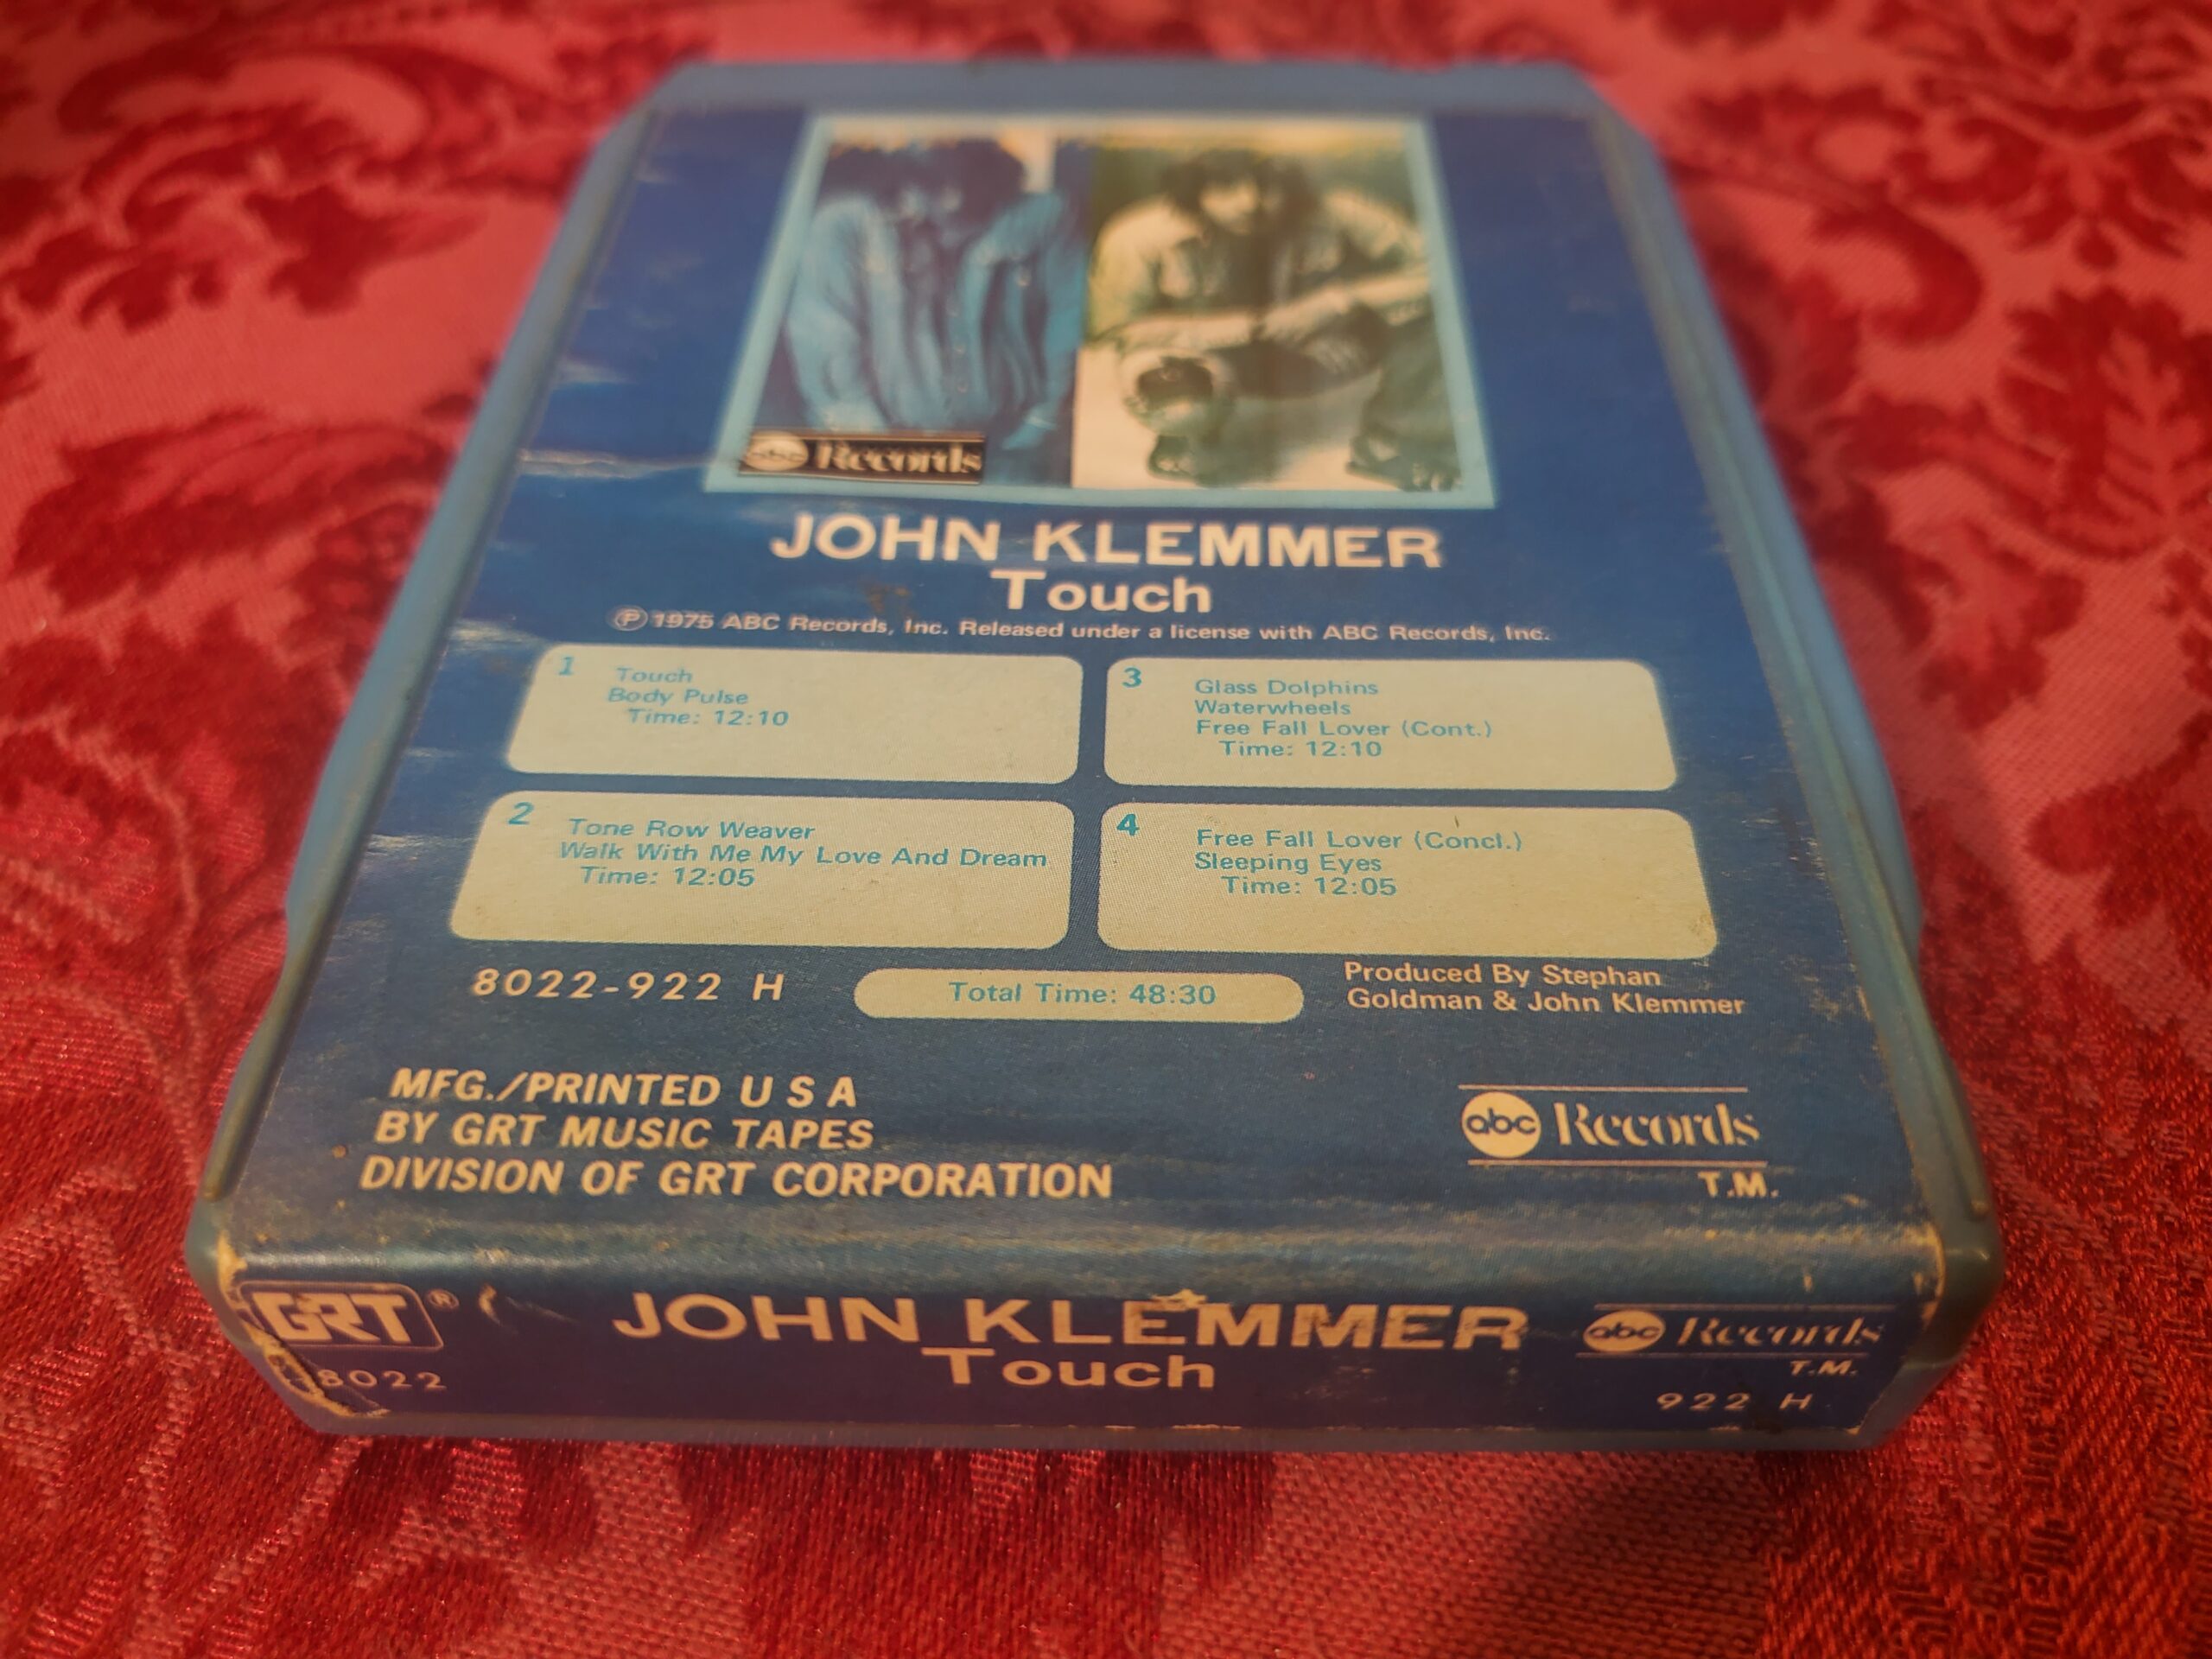 abc Records
JOHN KLEMMER
Touch
Ⓟ 1975 ABC Records, Inc. Released under a license with ABC Records, Inc.
1
Touch
Body Pulse
Time: 12:10
2
Tone Row Weaver
Walk With Me My Love And Dream
Time: 12:05
3
Glass Dolphins
Waterwheels
Free Fall Lover (Cont.)
Time: 12:10
4
Free Fall Lover (Concl.)
Sleeping Eyes
Time: 12:05
8022-922 H
Total Time: 48:30
Produced By Stephan
Goldman & John Klemmer
MFG./PRINTED U S A
BY GRT MUSIC TAPES
DIVISION OF GRT CORPORATION
abc Records
T.M.
GRT®
8022
JOHN KLEMMER
Touch
abc Records
T.M.
922 H